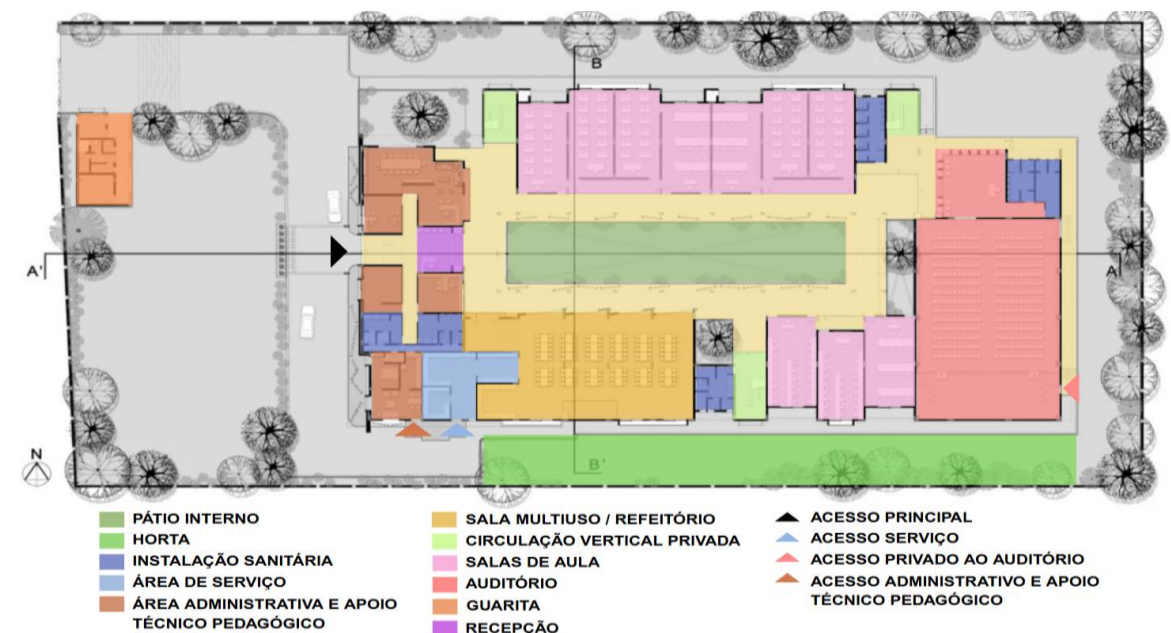 B
A'
A
N
B'
PÁTIO INTERNO
HORTA
INSTALAÇÃO SANITÁRIA
ÁREA DE SERVIÇO
ÁREA ADMINISTRATIVA E APOIO
TÉCNICO PEDAGÓGICO
SALA MULTIUSO / REFEITÓRIO
CIRCULAÇÃO VERTICAL PRIVADA
SALAS DE AULA
AUDITÓRIO
GUARITA
RECEPÇÃO
ACESSO PRINCIPAL
ACESSO SERVIÇO
ACESSO PRIVADO AO AUDITÓRIO
ACESSO ADMINISTRATIVO E APOIO
TÉCNICO PEDAGÓGICO